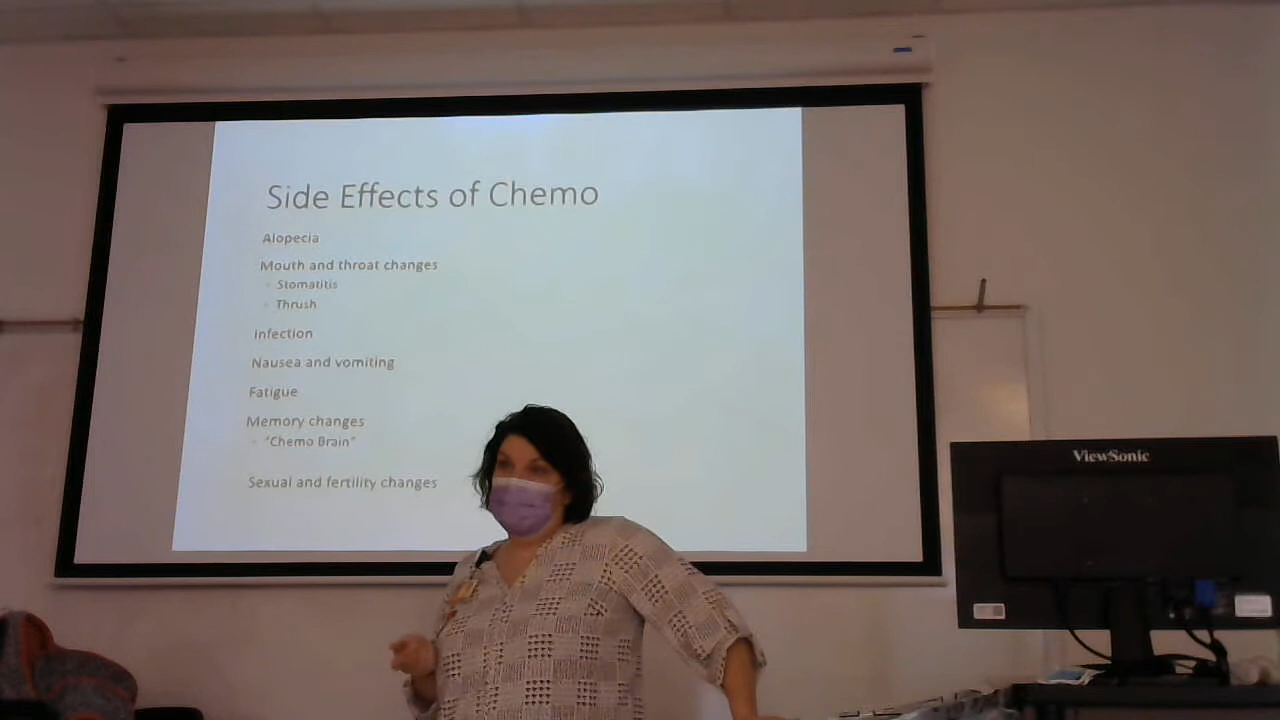 Side Effects of Chemo
Alopecia
Mouth and throat changes
Stomatitis
Thrush
Infection
Nausea and vomiting
Fatigue
Memory changes
"Chemo Brain"
Sexual and fertility changes
ViewSonic